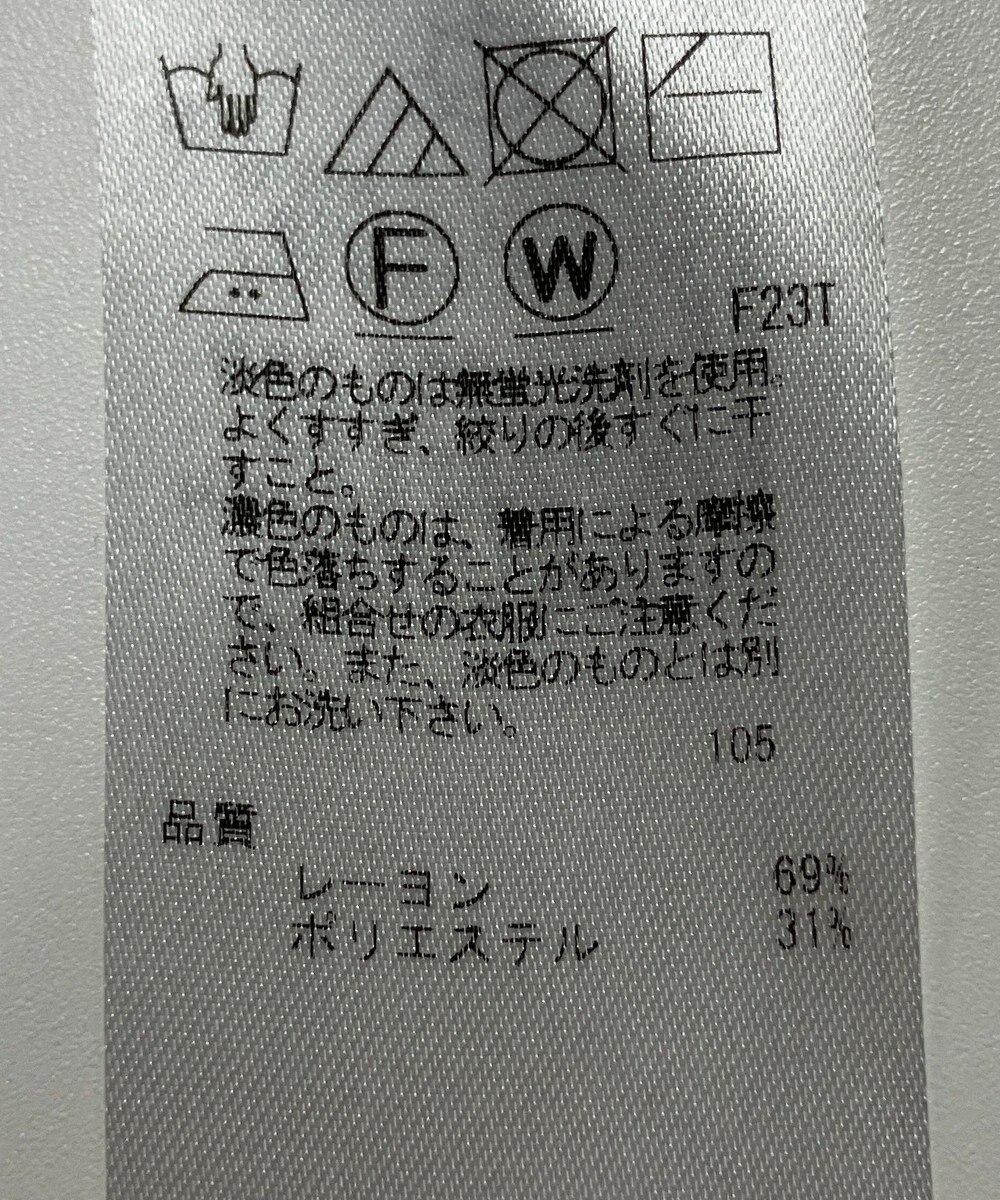 F W
F23T
淡色のものは無蛍光洗剤を使用。
よくすすぎ、絞りの後すぐに干
すこと。
濃色のものは、着用による摩擦
で色落ちすることがありますの
で、組合せの衣服にご注意くだ
さい。また、淡色のものとは別
にお洗い下さい。
105
品質
レーヨン 69%
ポリエステル 31%